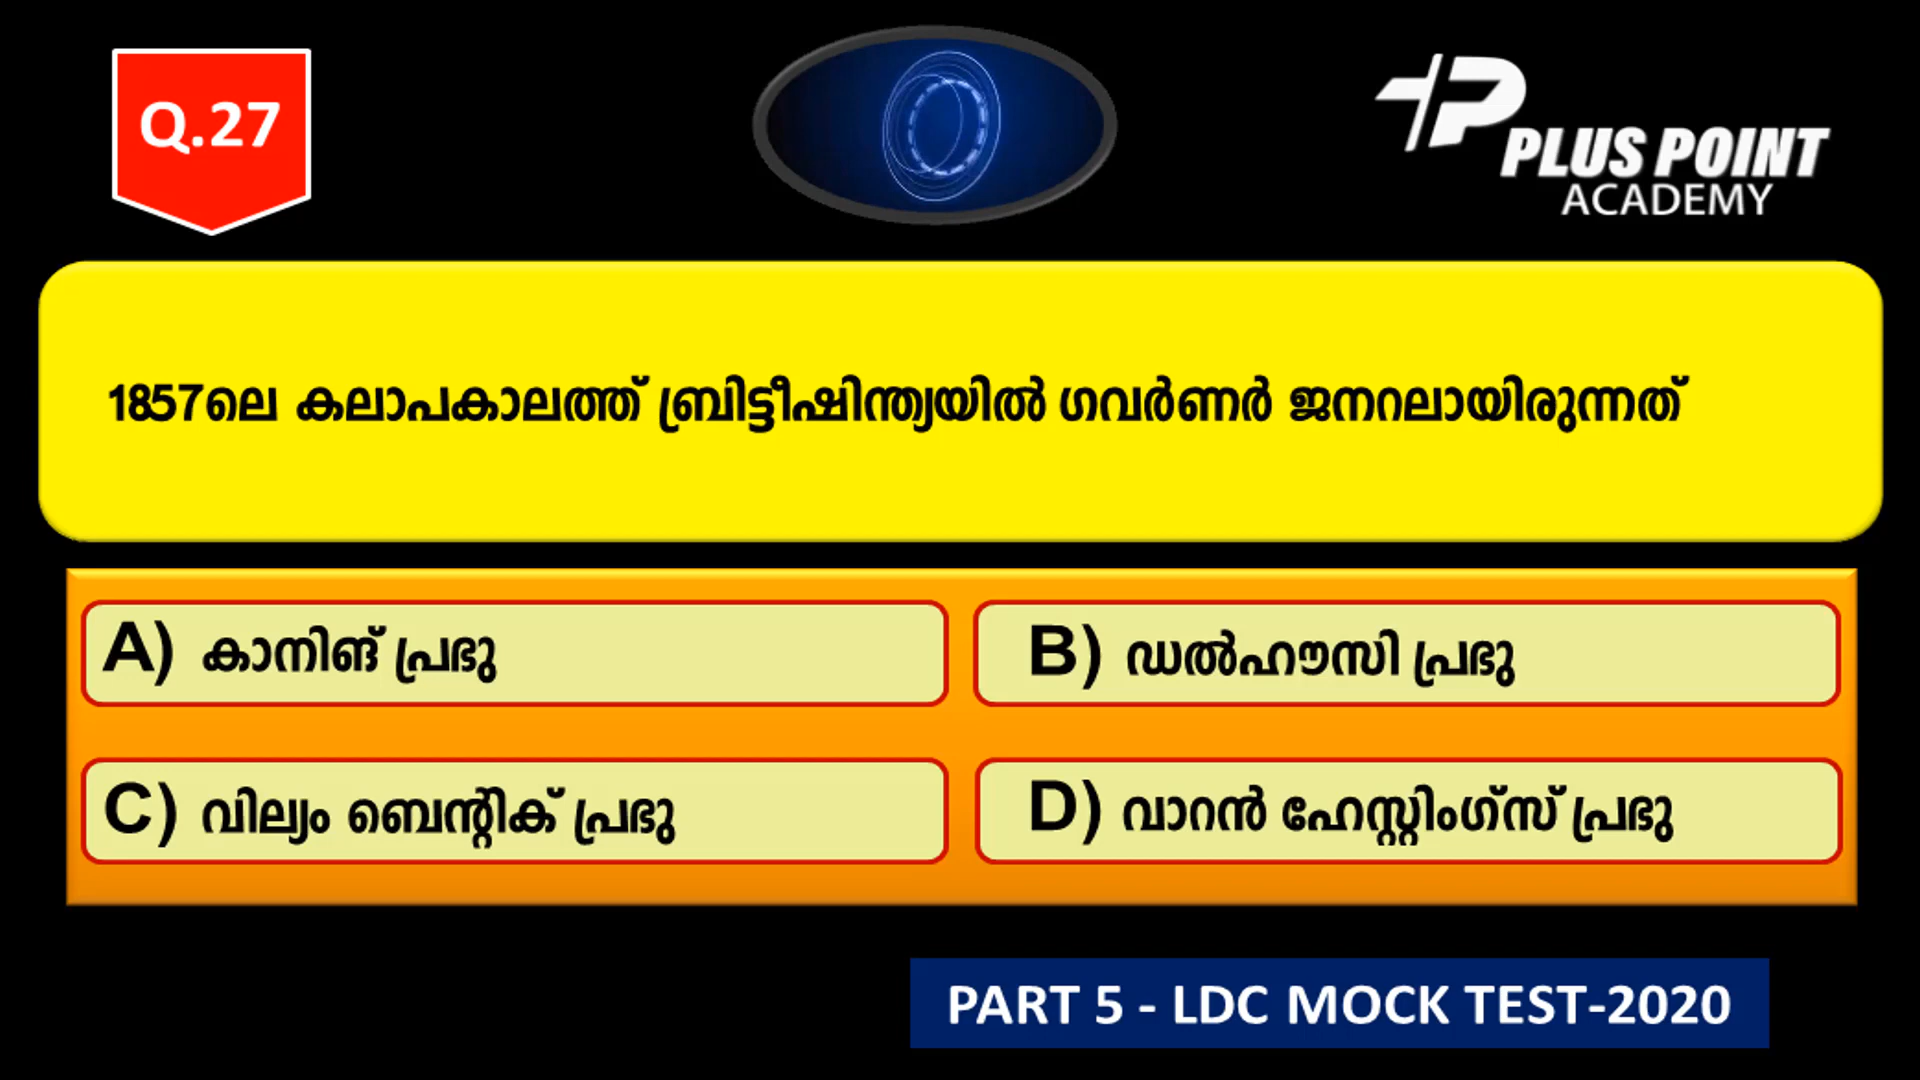 Q.27
PLUS POINT
ACADEMY
1857ലെ കലാപകാലത്ത് ബ്രിട്ടീഷിന്ത്യയിൽ ഗവർണർ ജനറലായിരുന്നത്
A) കാനിങ് പ്രഭു
B) ഡൽഹൗസി പ്രഭു
C) വില്യം ബെന്റിക് പ്രഭു
D) വാറൻ ഹേസ്റ്റിംഗ്സ് പ്രഭു
PART 5 - LDC MOCK TEST-2020